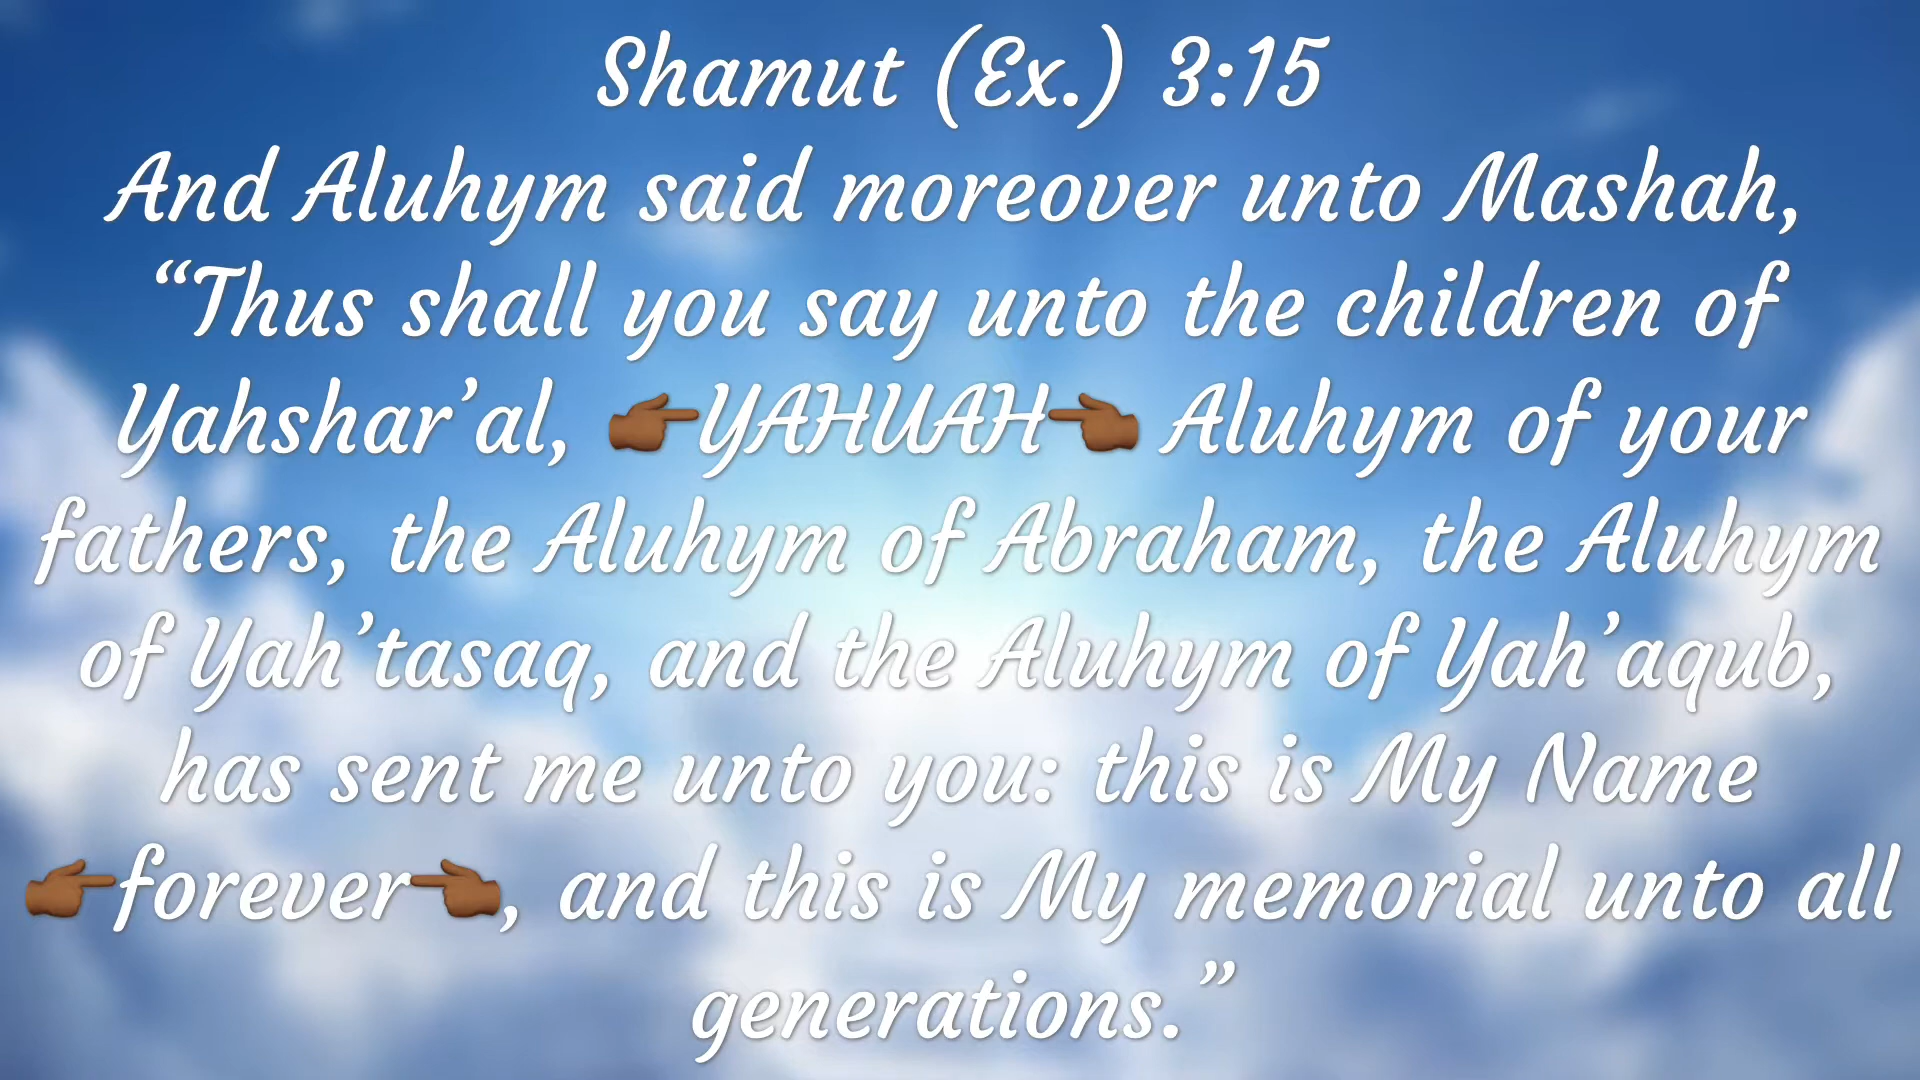 Shamut (Ex.) 3:15
And Aluhym said moreover unto Mashah,
“Thus shall you say unto the children of
Yahshar’al, 👉🏾YAHUAH👈🏾 Aluhym of your
fathers, the Aluhym of Abraham, the Aluhym
of Yah’tasaq, and the Aluhym of Yah’aqub,
has sent me unto you: this is My Name
👉🏾forever👈🏾, and this is My memorial unto all
generations.”